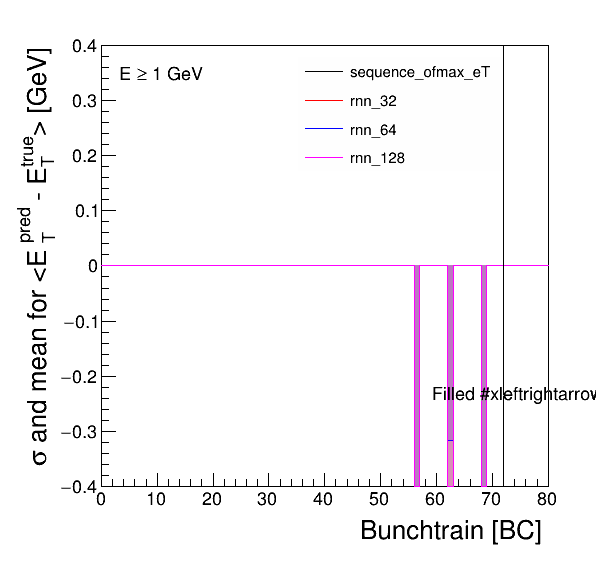 E ≥ 1 GeV
sequence_ofmax_eT
rnn_32
rnn_64
rnn_128
σ and mean for <E_T^pred - E_T^true> [GeV]
0.4
0.3
0.2
0.1
0
−0.1
−0.2
−0.3
−0.4
Filled #xleftrightarrow
0 10 20 30 40 50 60 70 80
Bunchtrain [BC]